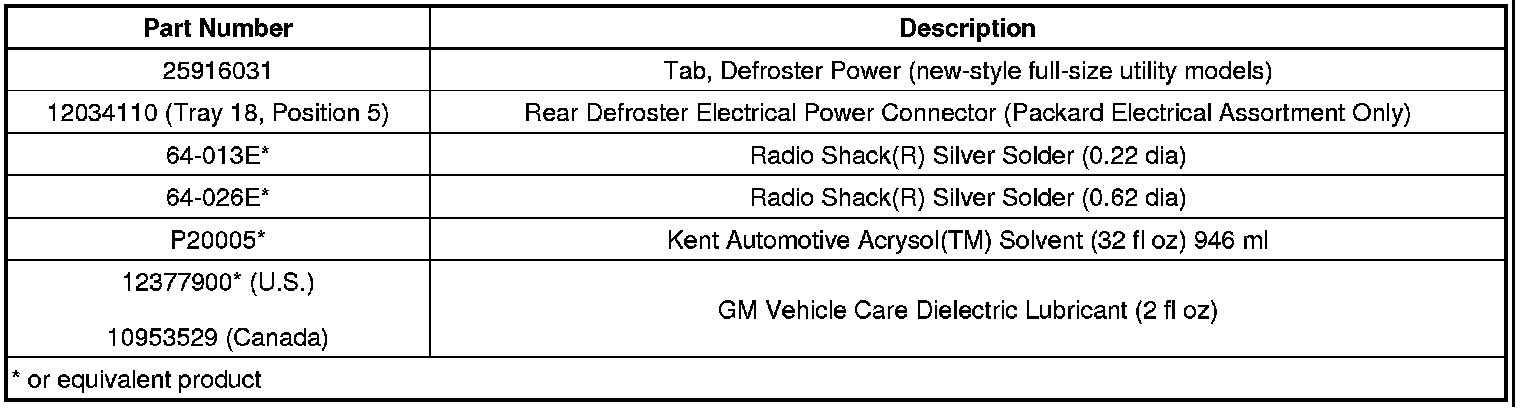 Part Number Description
25916031 Tab, Defroster Power (new-style full-size utility models)
12034110 (Tray 18, Position 5) Rear Defroster Electrical Power Connector (Packard Electrical Assortment Only)
64-013E* Radio Shack(R) Silver Solder (0.22 dia)
64-026E* Radio Shack(R) Silver Solder (0.62 dia)
P20005* Kent Automotive Acrysol(TM) Solvent (32 fl oz) 946 ml
12377900* (U.S.)
GM Vehicle Care Dielectric Lubricant (2 fl oz)
10953529 (Canada)
* or equivalent product